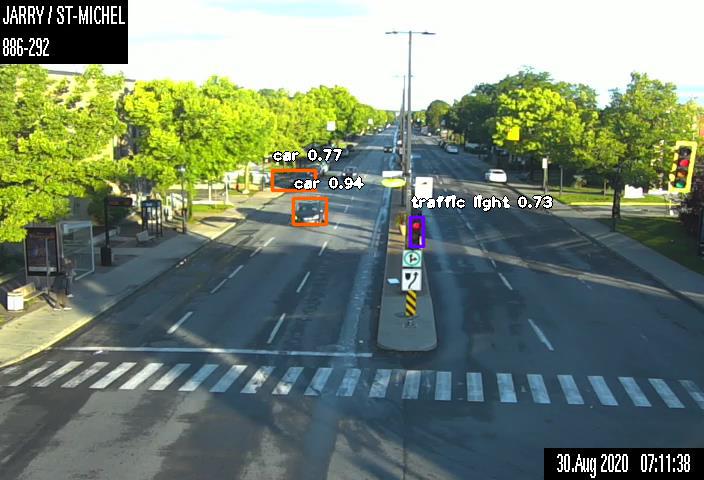 JARRY / ST-MICHEL
886-292
car 0.77
car 0.94
traffic light 0.73
30.Aug 2020 07:11:38